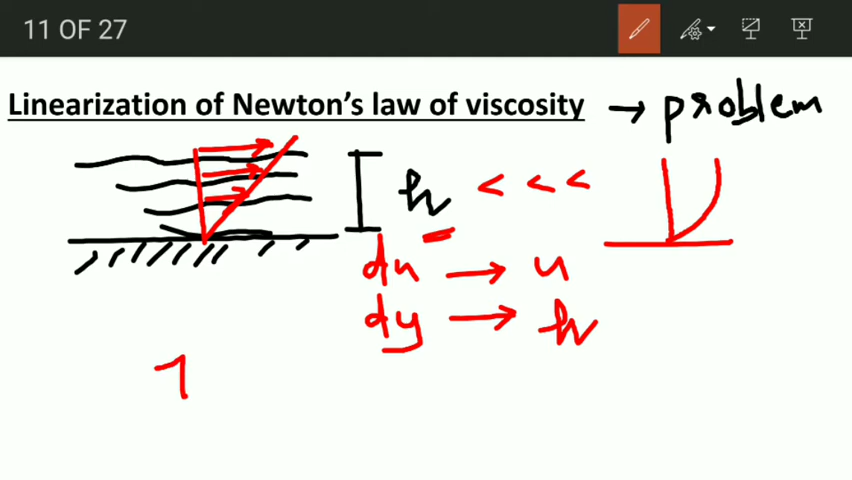 11 OF 27
Linearization of Newton's law of viscosity → problem
h < < <
du → u
dy → h